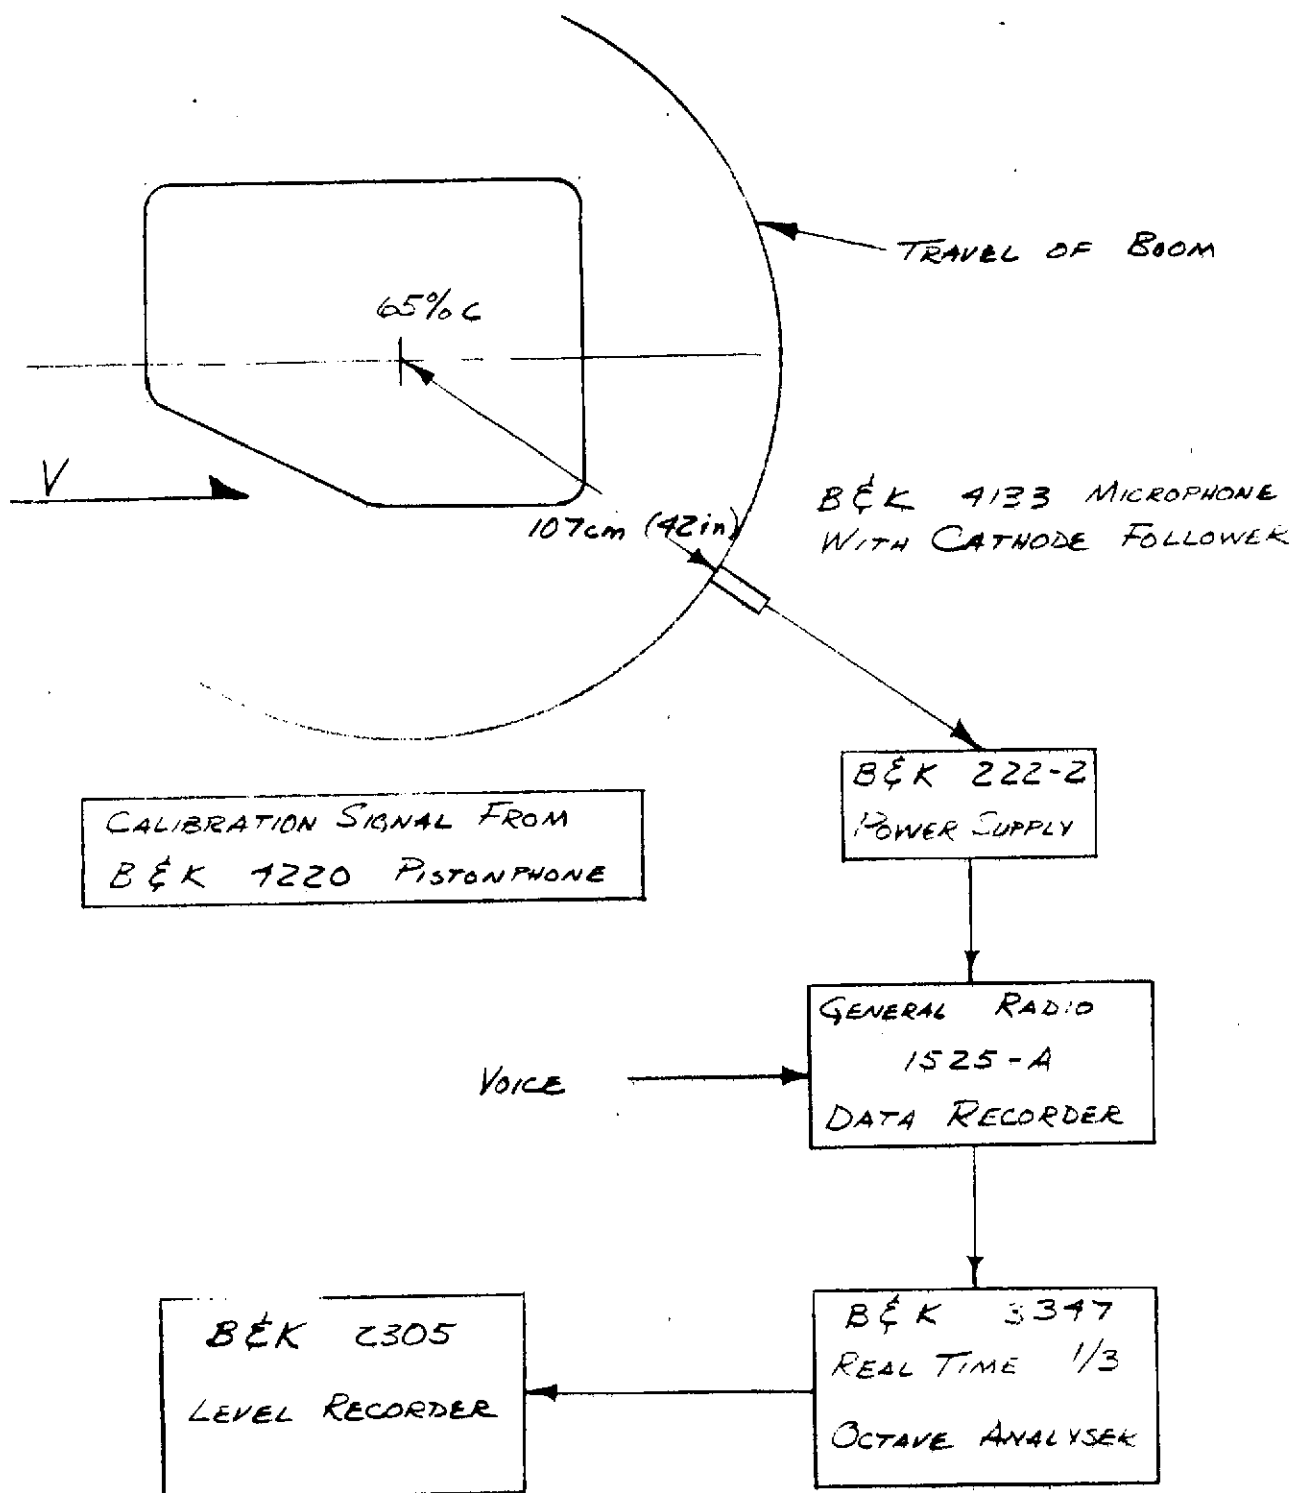 TRAVEL OF BOOM
65% C
V
107cm (42in)
B & K 4133 MICROPHONE
WITH CATHODE FOLLOWER
B & K 222-2
POWER SUPPLY
CALIBRATION SIGNAL FROM
B & K 4220 PISTONPHONE
GENERAL RADIO
1525-A
DATA RECORDER
VOICE
B & K 3347
REAL TIME 1/3
OCTAVE ANALYSER
B & K 2305
LEVEL RECORDER